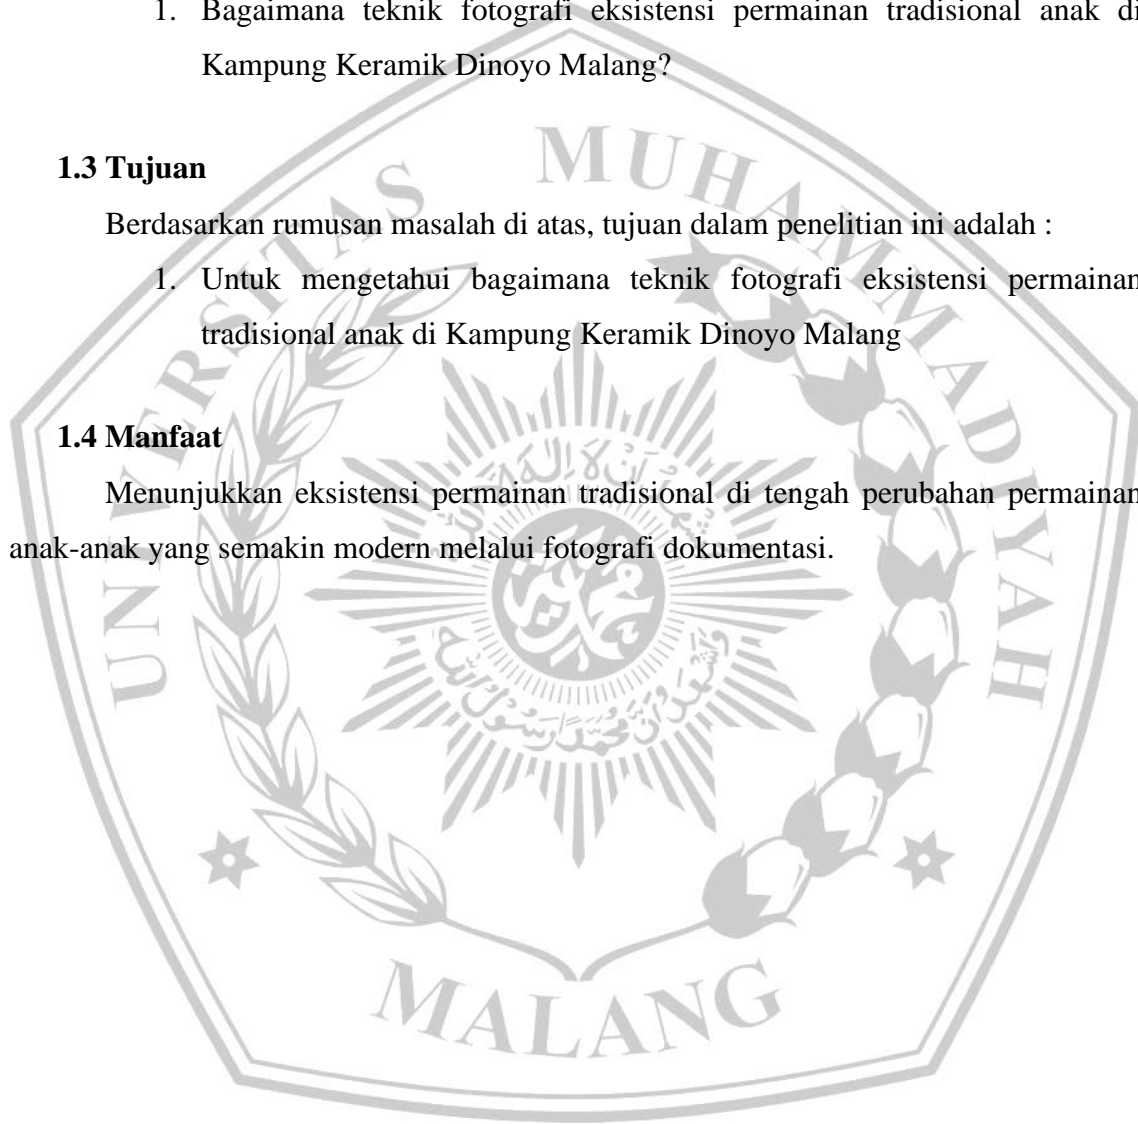 1. Bagaimana teknik fotografi eksistensi permainan tradisional anak di
Kampung Keramik Dinoyo Malang?
1.3 Tujuan
Berdasarkan rumusan masalah di atas, tujuan dalam penelitian ini adalah :
1. Untuk mengetahui bagaimana teknik fotografi eksistensi permainan
tradisional anak di Kampung Keramik Dinoyo Malang
1.4 Manfaat
Menunjukkan eksistensi permainan tradisional di tengah perubahan permainan
anak-anak yang semakin modern melalui fotografi dokumentasi.
UNIVERSITAS MUHAMMADIYAH
MALANG